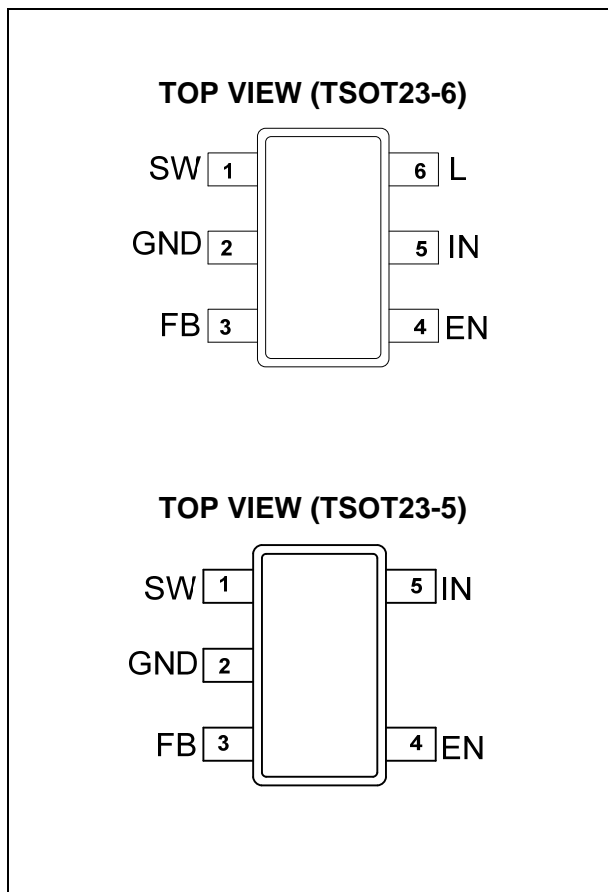 TOP VIEW (TSOT23-6)
SW 1 6 L
GND 2 5 IN
FB 3 4 EN
TOP VIEW (TSOT23-5)
SW 1 5 IN
GND 2
FB 3 4 EN